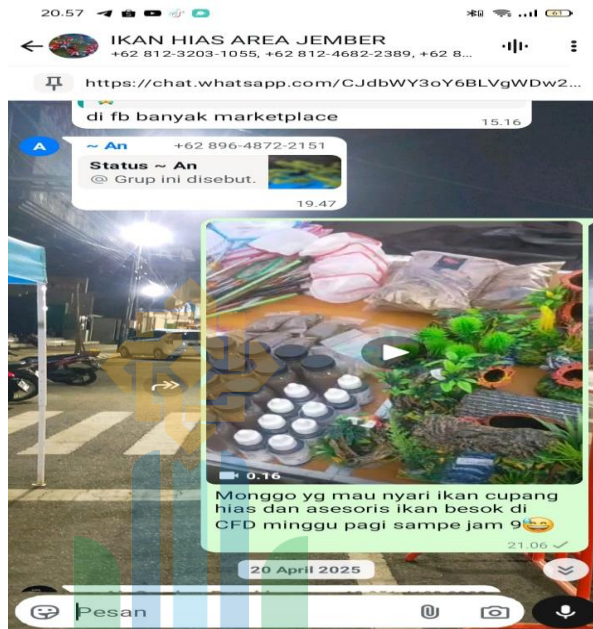 20.57
61
IKAN HIAS AREA JEMBER
+62 812-3203-1055, +62 812-4682-2389, +62 8...
https://chat.whatsapp.com/CJdbWY3oY6BLVgWDw2...
di fb banyak marketplace
15.16
A
~ An +62 896-4872-2151
Status ~ An
@ Grup ini disebut.
19.47
0.16
Monggo yg mau nyari ikan cupang
hias dan asesoris ikan besok di
CFD minggu pagi sampe jam 9😅
21.06
20 April 2025
Pesan